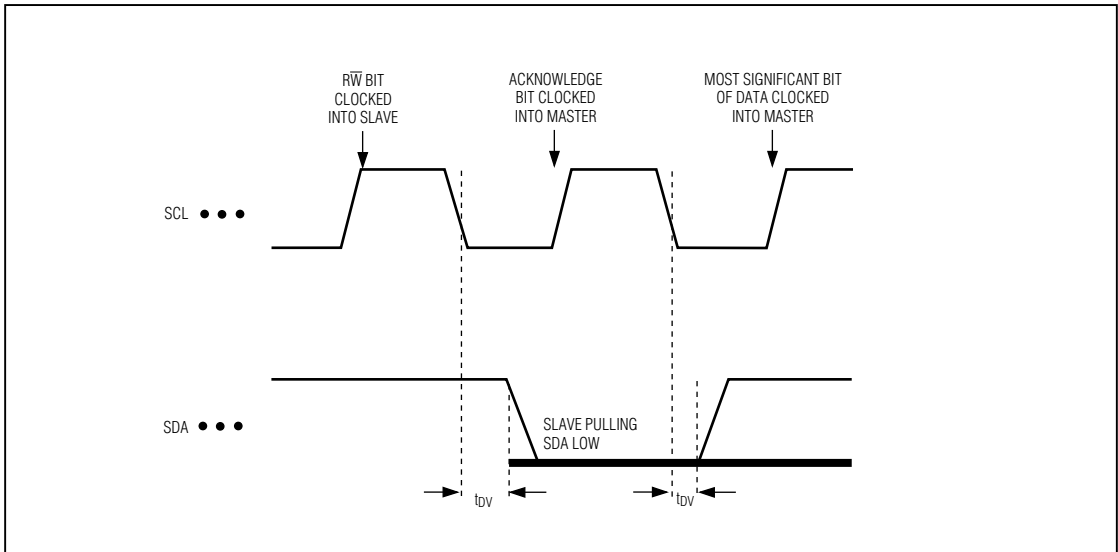 RW̅ BIT
CLOCKED
INTO SLAVE
ACKNOWLEDGE
BIT CLOCKED
INTO MASTER
MOST SIGNIFICANT BIT
OF DATA CLOCKED
INTO MASTER
SCL
SDA
SLAVE PULLING
SDA LOW
tDV
tDV